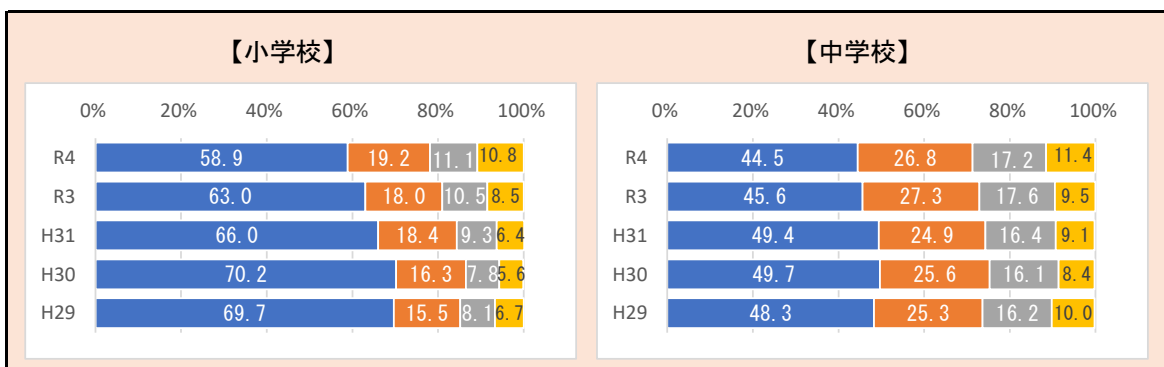 【小学校】
0% 20% 40% 60% 80% 100%
R4 58.9 19.2 11.1 10.8
R3 63.0 18.0 10.5 8.5
H31 66.0 18.4 9.3 6.4
H30 70.2 16.3 7.8 5.6
H29 69.7 15.5 8.1 6.7
【中学校】
0% 20% 40% 60% 80% 100%
R4 44.5 26.8 17.2 11.4
R3 45.6 27.3 17.6 9.5
H31 49.4 24.9 16.4 9.1
H30 49.7 25.6 16.1 8.4
H29 48.3 25.3 16.2 10.0